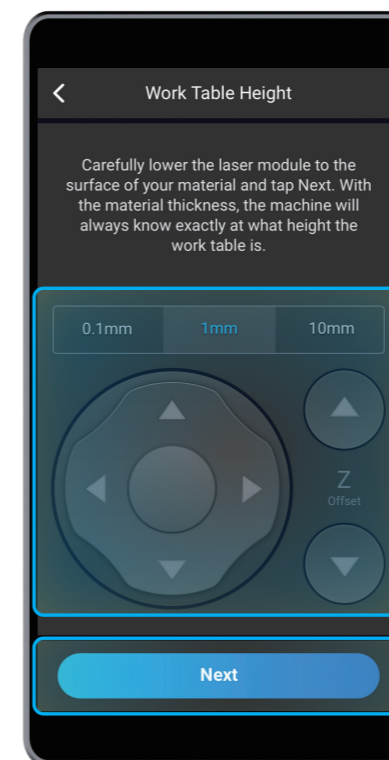 Work Table Height
Carefully lower the laser module to the
surface of your material and tap Next. With
the material thickness, the machine will
always know exactly at what height the
work table is.
0.1mm 1mm 10mm
Z
Offset
Next